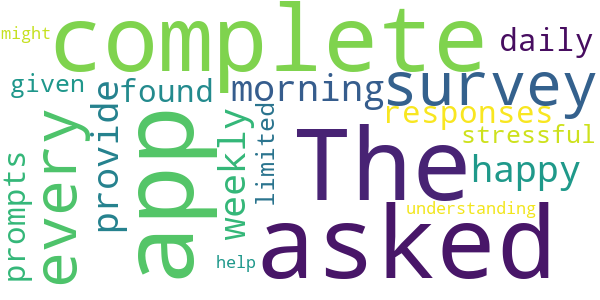 might
complete
daily
given
found
morning
survey
every
provide
app
weekly
limited
responses
The
stressful
happy
prompts
understanding
asked
help